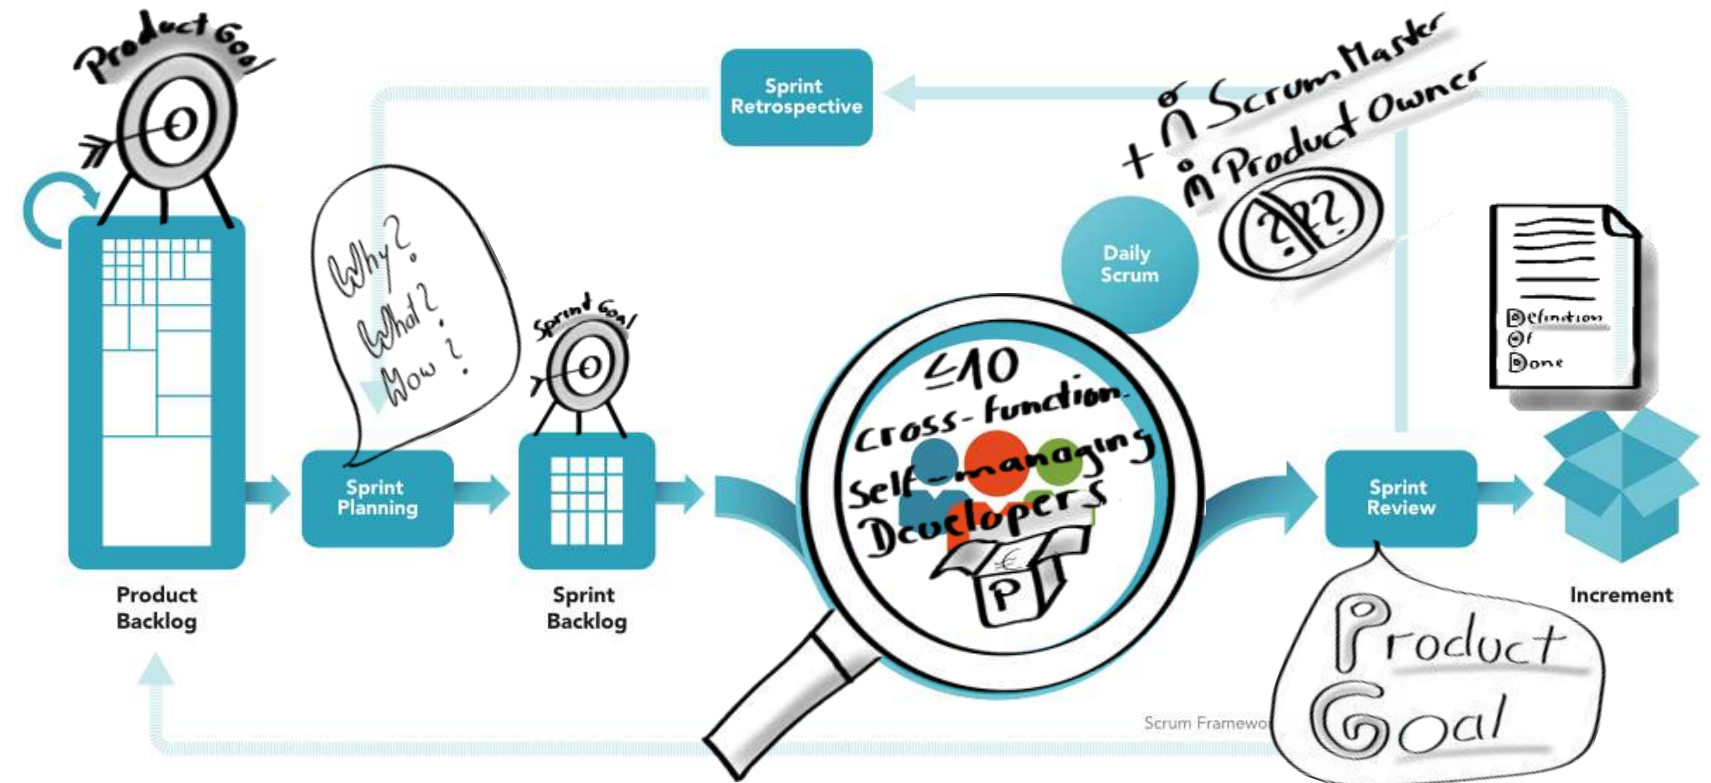 Product Goal
Sprint
Retrospective
+ Scrum Master
Product Owner
???
Daily
Scrum
Why?
What?
How?
Sprint Goal
Definition
Of
Done
≤10
cross-function.
Self-managing
Developers
€
P
Sprint
Planning
Sprint
Review
Product
Backlog
Sprint
Backlog
Increment
Product
Goal
Scrum Framewo